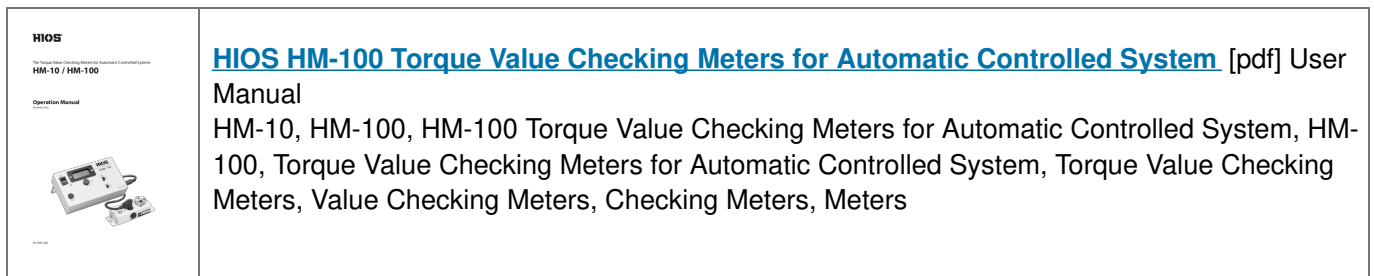 HIOS
The Torque Value Checking Meters for Automatic Controlled System
HM-10 / HM-100
Operation Manual
HIOS
HIOS HM-100 Torque Value Checking Meters for Automatic Controlled System [pdf] User
Manual
HM-10, HM-100, HM-100 Torque Value Checking Meters for Automatic Controlled System, HM-
100, Torque Value Checking Meters for Automatic Controlled System, Torque Value Checking
Meters, Value Checking Meters, Checking Meters, Meters